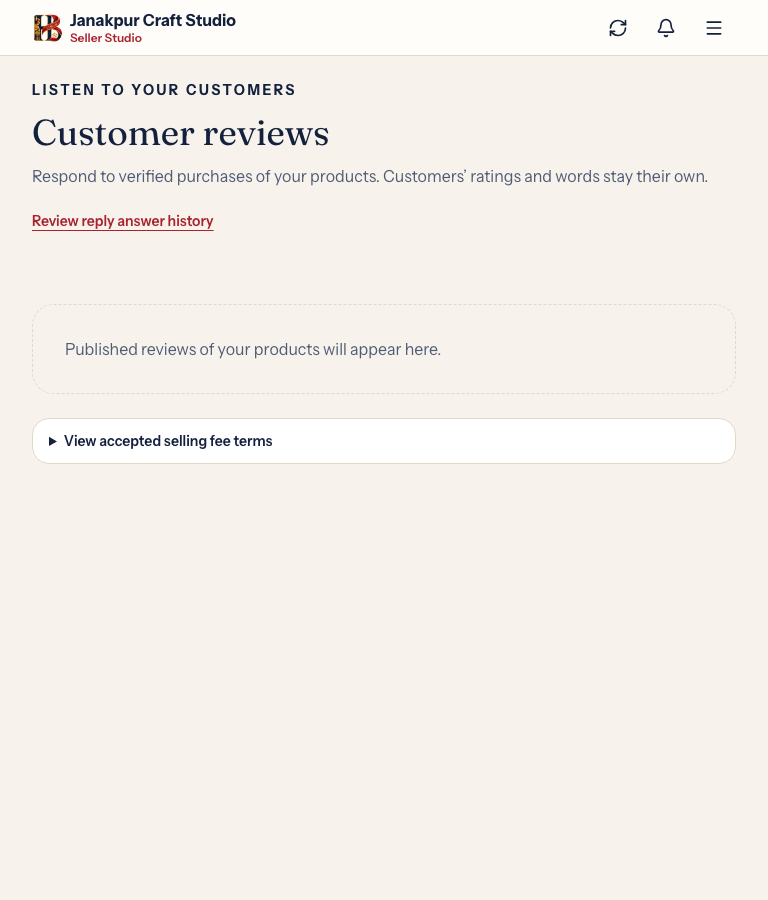 Janakpur Craft Studio
Seller Studio
LISTEN TO YOUR CUSTOMERS
Customer reviews
Respond to verified purchases of your products. Customers’ ratings and words stay their own.
Review reply answer history
Published reviews of your products will appear here.
View accepted selling fee terms